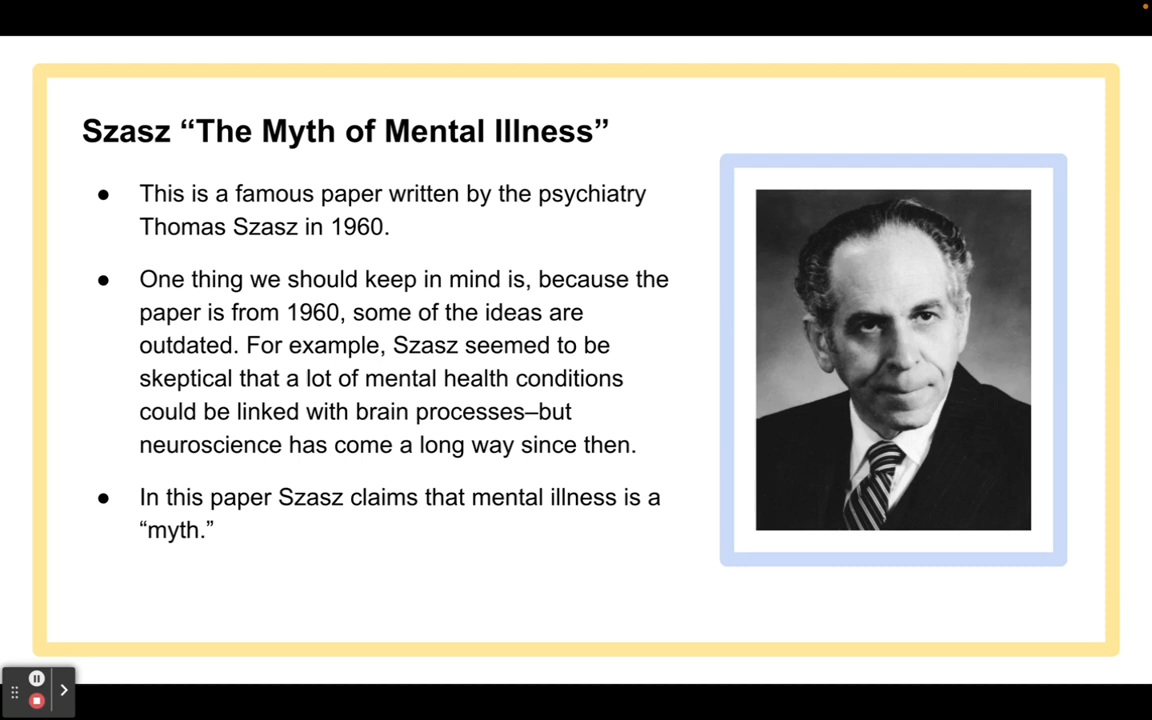 Szasz “The Myth of Mental Illness”
● This is a famous paper written by the psychiatry
Thomas Szasz in 1960.
● One thing we should keep in mind is, because the
paper is from 1960, some of the ideas are
outdated. For example, Szasz seemed to be
skeptical that a lot of mental health conditions
could be linked with brain processes–but
neuroscience has come a long way since then.
● In this paper Szasz claims that mental illness is a
“myth.”